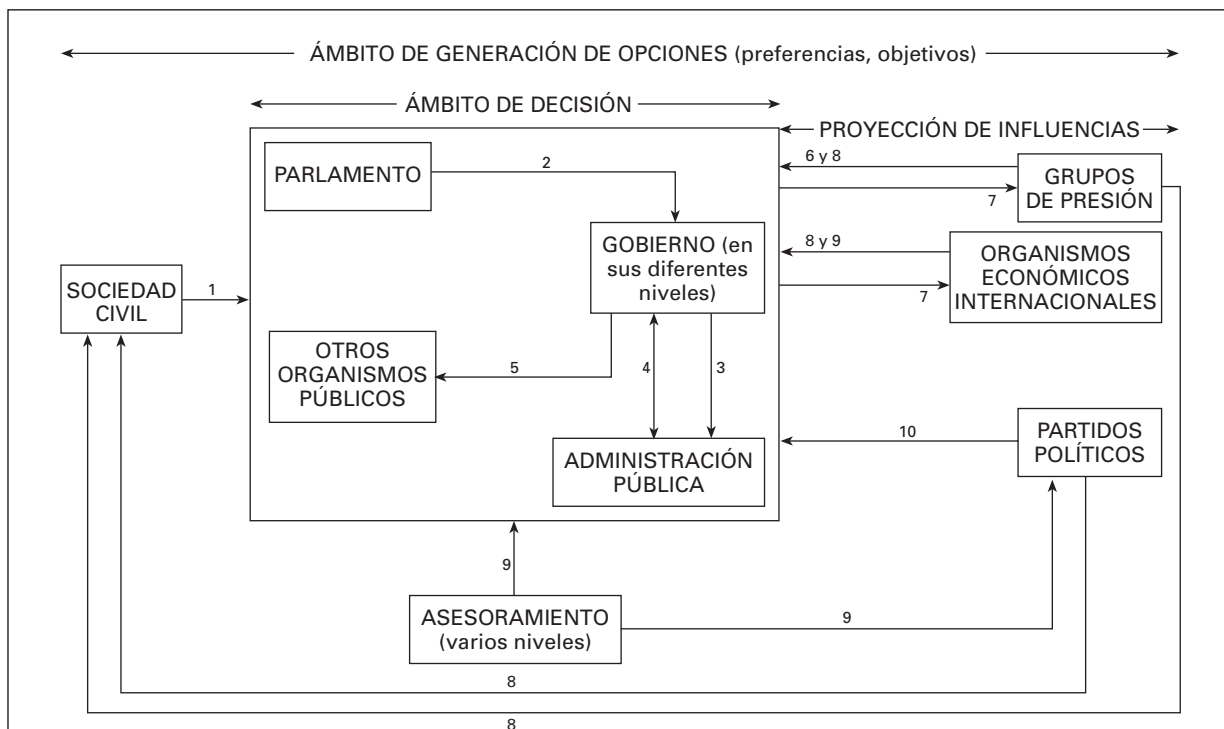 ÁMBITO DE GENERACIÓN DE OPCIONES (preferencias, objetivos)
ÁMBITO DE DECISIÓN
PROYECCIÓN DE INFLUENCIAS
PARLAMENTO
2
6 y 8
7
GRUPOS
DE PRESIÓN
GOBIERNO (en
sus diferentes
niveles)
8 y 9
7
ORGANISMOS
ECONÓMICOS
INTERNACIONALES
SOCIEDAD
CIVIL
1
OTROS
ORGANISMOS
PÚBLICOS
5
4
3
ADMINISTRACIÓN
PÚBLICA
10
PARTIDOS
POLÍTICOS
9
ASESORAMIENTO
(varios niveles)
9
8
8